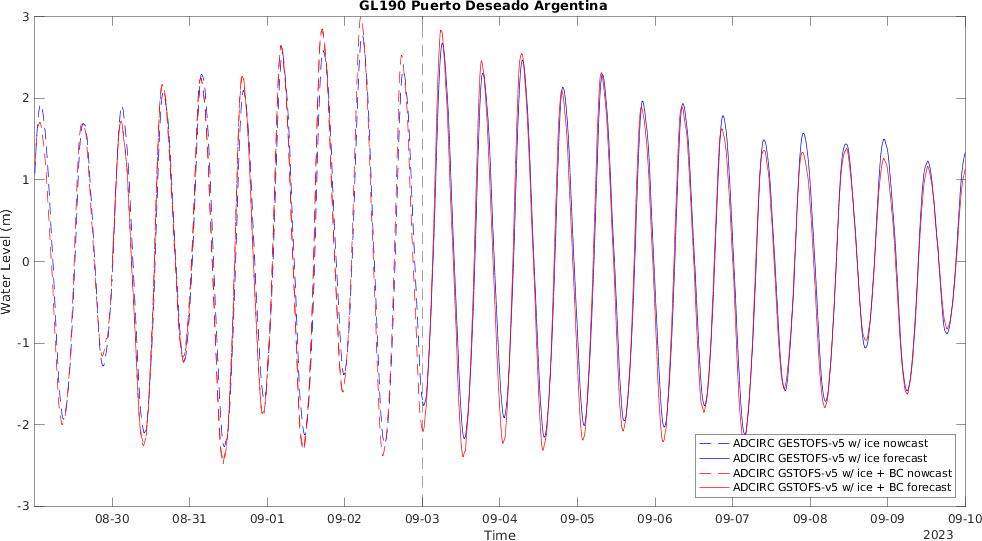 GL190 Puerto Deseado Argentina
3
2
1
0
-1
-2
-3
Water Level (m)
ADCIRC GESTOFS-v5 w/ ice nowcast
ADCIRC GESTOFS-v5 w/ ice forecast
ADCIRC GSTOFS-v5 w/ ice + BC nowcast
ADCIRC GSTOFS-v5 w/ ice + BC forecast
08-30 08-31 09-01 09-02 09-03 09-04 09-05 09-06 09-07 09-08 09-09 09-10
Time
2023